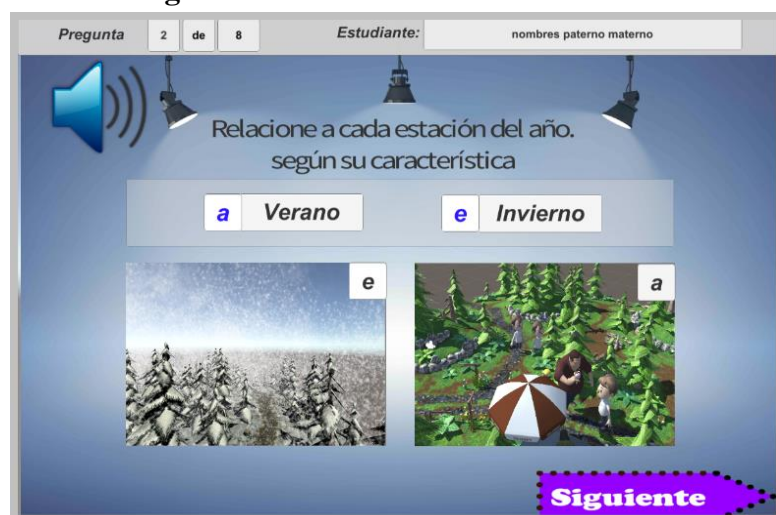 Pregunta 2 de 8 Estudiante: nombres paterno materno
Relacione a cada estación del año.
según su característica
a Verano e Invierno
e a
Siguiente